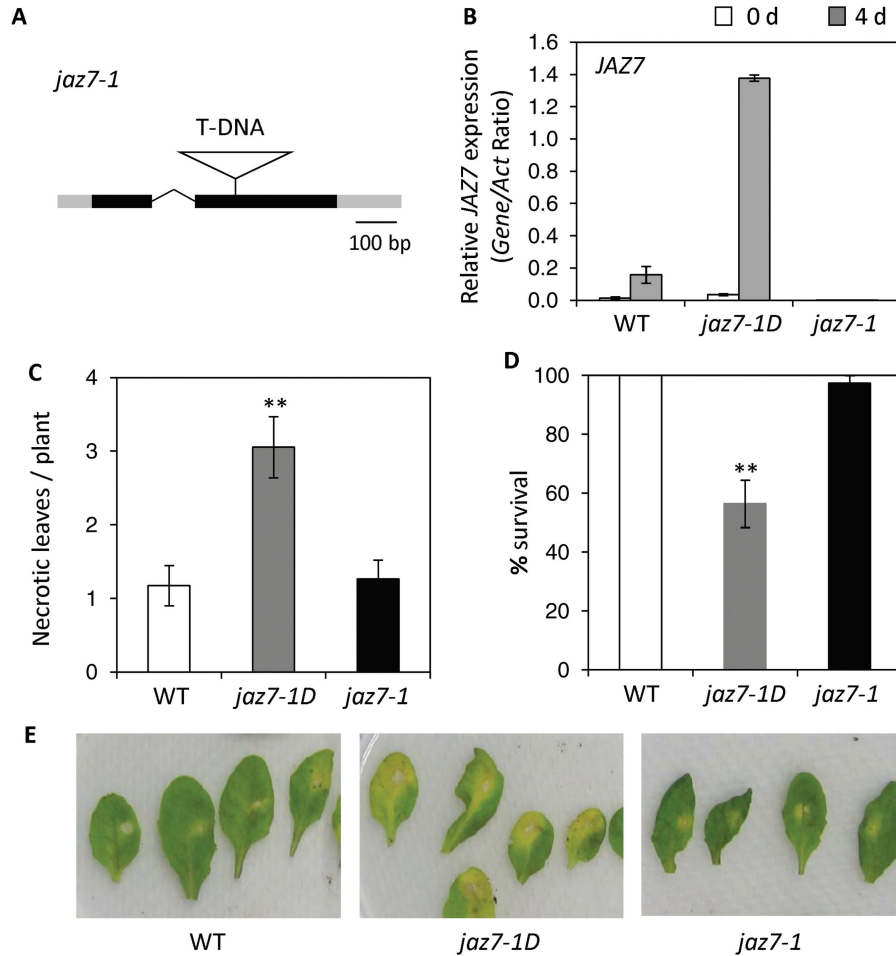 A
jaz7-1
T-DNA
100 bp
B
0 d
4 d
JAZ7
Relative JAZ7 expression
(Gene/Act Ratio)
1.6
1.4
1.2
1.0
0.8
0.6
0.4
0.2
0.0
WT
jaz7-1D
jaz7-1
C
Necrotic leaves / plant
4
3
2
1
0
**
WT
jaz7-1D
jaz7-1
D
% survival
100
80
60
40
20
0
**
WT
jaz7-1D
jaz7-1
E
WT
jaz7-1D
jaz7-1